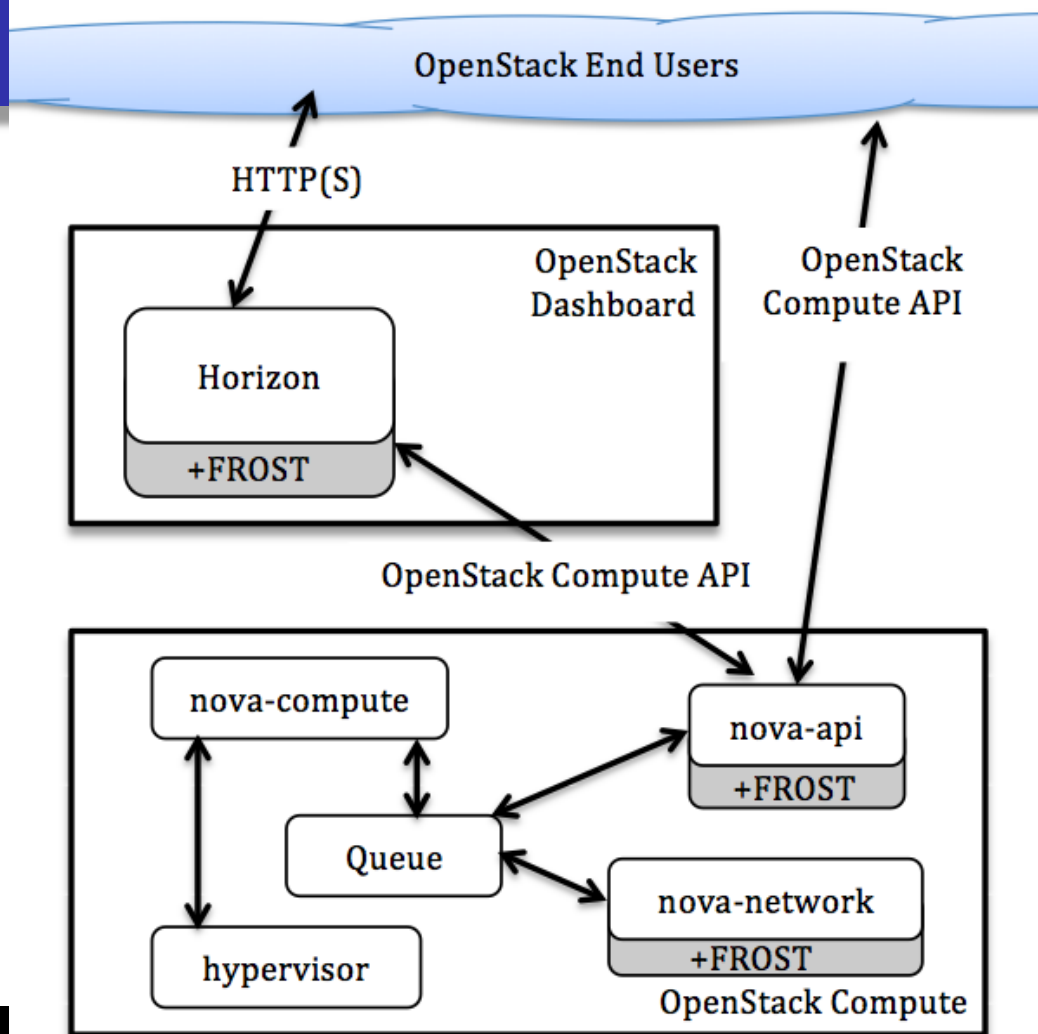 OpenStack End Users
HTTP(S)
OpenStack
Dashboard
OpenStack
Compute API
Horizon
+FROST
OpenStack Compute API
nova-compute
nova-api
+FROST
Queue
nova-network
+FROST
hypervisor
OpenStack Compute